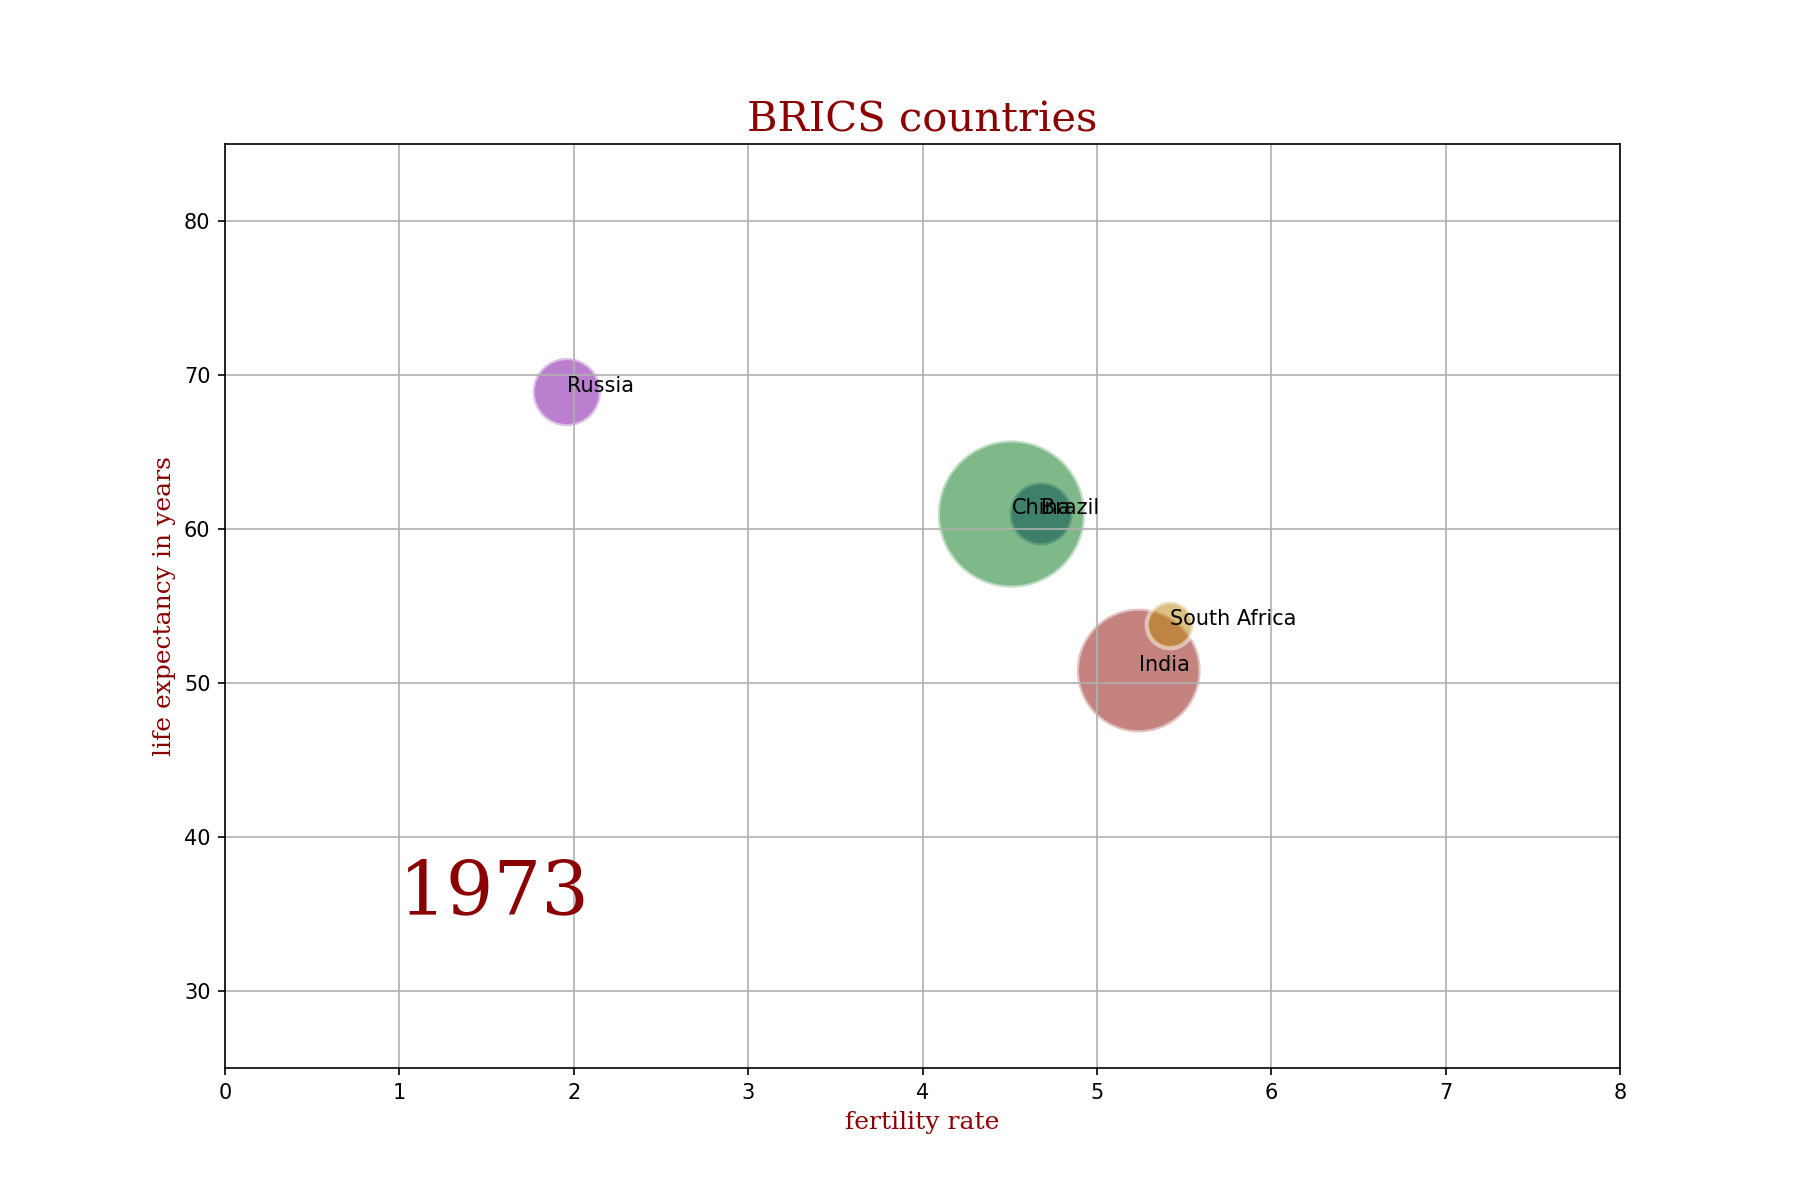 BRICS countries
life expectancy in years
80
70
60
50
40
30
Russia
China
Brazil
South Africa
India
1973
0 1 2 3 4 5 6 7 8
fertility rate